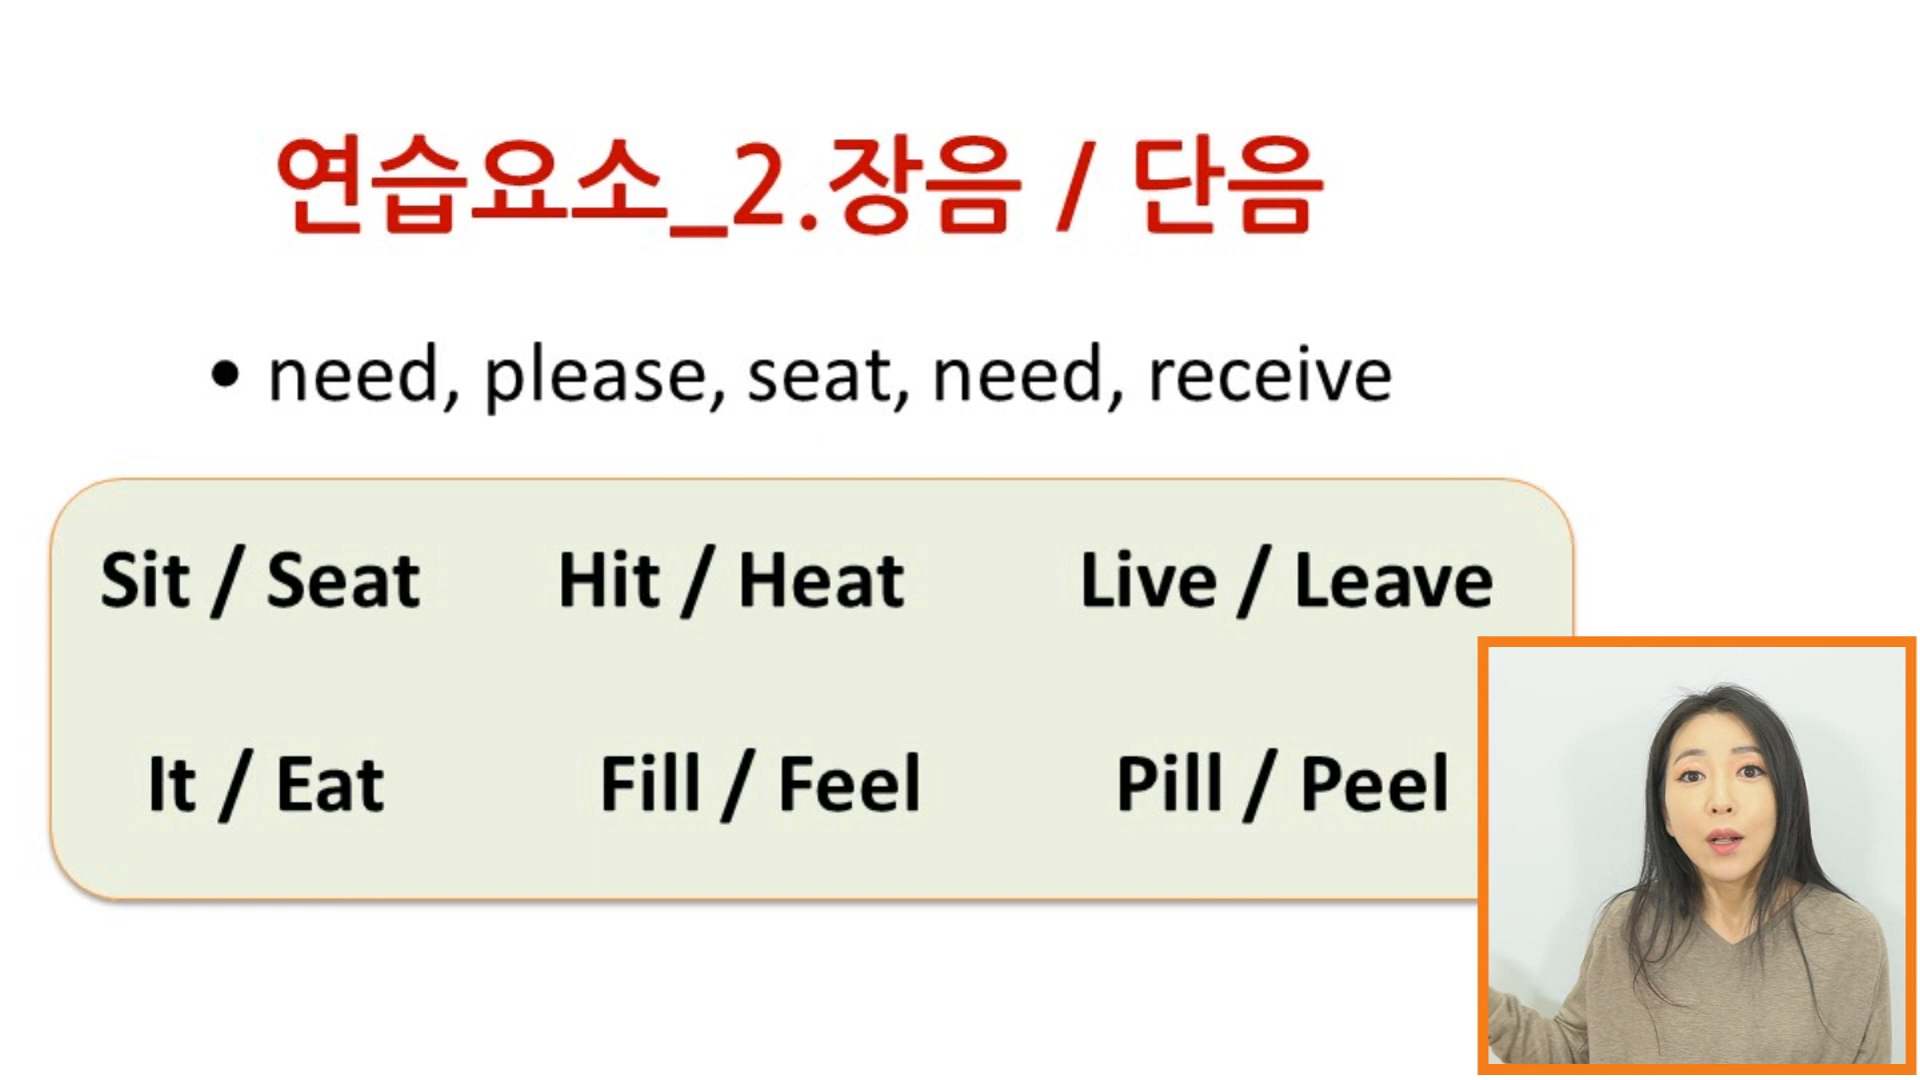 연습요소_2.장음 / 단음
• need, please, seat, need, receive
Sit / Seat Hit / Heat Live / Leave
It / Eat Fill / Feel Pill / Peel